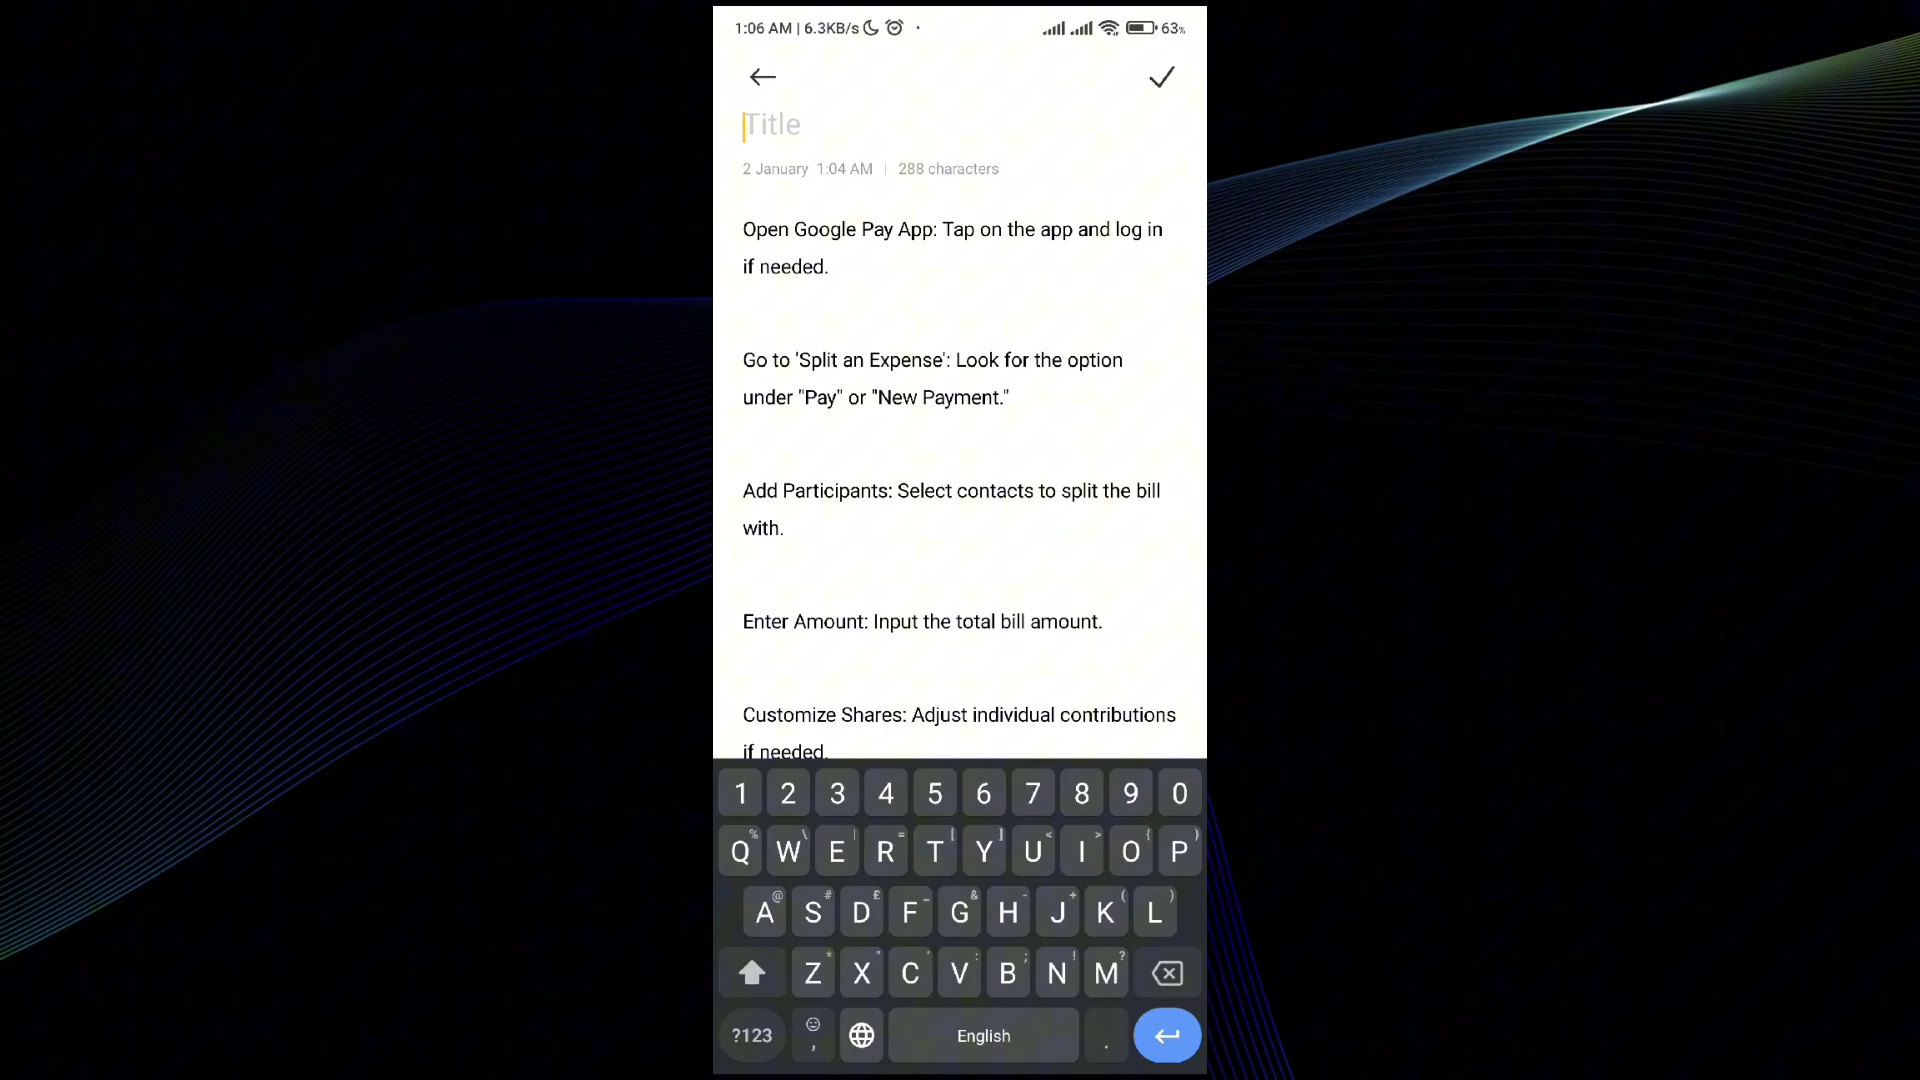 1:06 AM | 6.3KB/s 63%
Title
2 January 1:04 AM | 288 characters
Open Google Pay App: Tap on the app and log in
if needed.
Go to 'Split an Expense': Look for the option
under "Pay" or "New Payment."
Add Participants: Select contacts to split the bill
with.
Enter Amount: Input the total bill amount.
Customize Shares: Adjust individual contributions
if needed.
1 2 3 4 5 6 7 8 9 0
% \ | = [ ] < > { }
Q W E R T Y U I O P
@ # £ _ & - + ( )
A S D F G H J K L
* " ' : ; ! ?
Z X C V B N M
?123 , English .